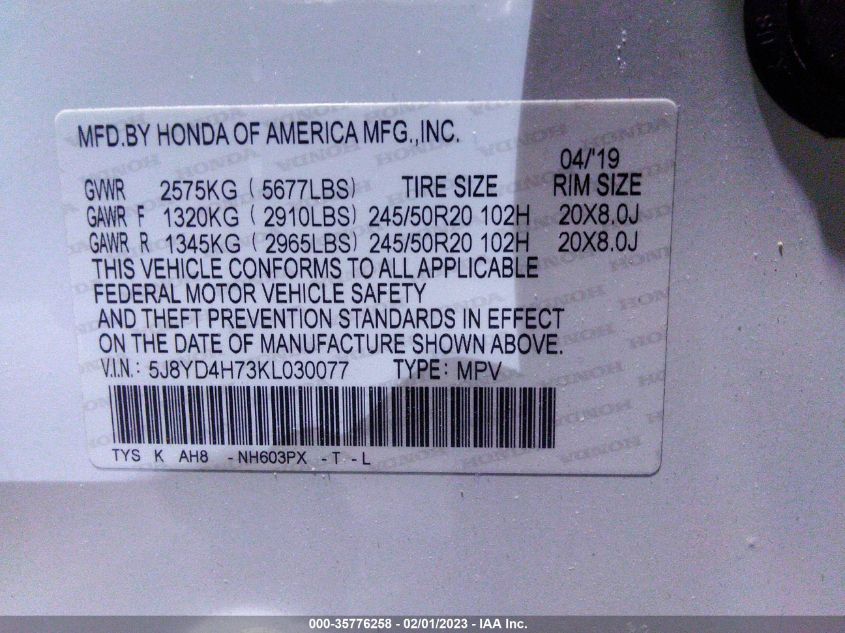 MFD.BY HONDA OF AMERICA MFG.,INC.
04/'19
GVWR 2575KG (5677LBS) TIRE SIZE RIM SIZE
GAWR F 1320KG (2910LBS) 245/50R20 102H 20X8.0J
GAWR R 1345KG (2965LBS) 245/50R20 102H 20X8.0J
THIS VEHICLE CONFORMS TO ALL APPLICABLE
FEDERAL MOTOR VEHICLE SAFETY
AND THEFT PREVENTION STANDARDS IN EFFECT
ON THE DATE OF MANUFACTURE SHOWN ABOVE.
V.I.N.: 5J8YD4H73KL030077 TYPE: MPV
TYS K AH8 -NH603PX -T -L
000-35776258 - 02/01/2023 - IAA Inc.